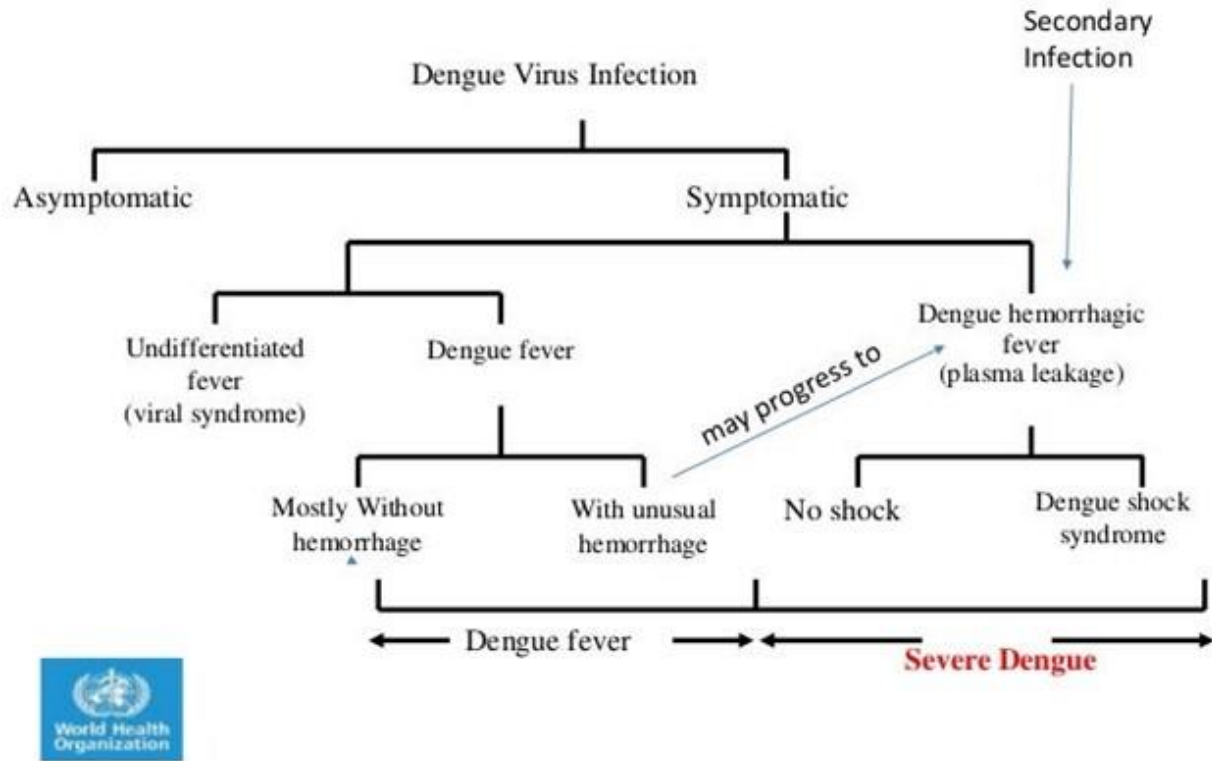 Secondary
Infection
Dengue Virus Infection
Asymptomatic
Symptomatic
Undifferentiated
fever
(viral syndrome)
Dengue fever
Dengue hemorrhagic
fever
(plasma leakage)
may progress to
Mostly Without
hemorrhage
With unusual
hemorrhage
No shock
Dengue shock
syndrome
Dengue fever
Severe Dengue
World Health
Organization